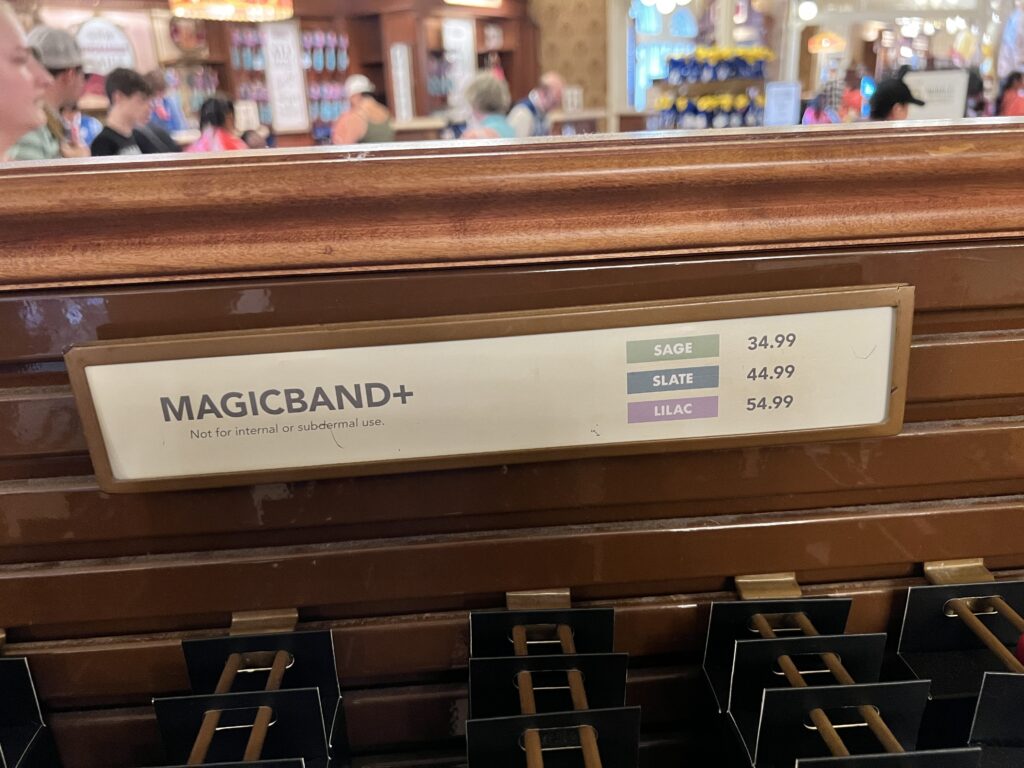 MAGICBAND+
Not for internal or subdermal use.
SAGE 34.99
SLATE 44.99
LILAC 54.99